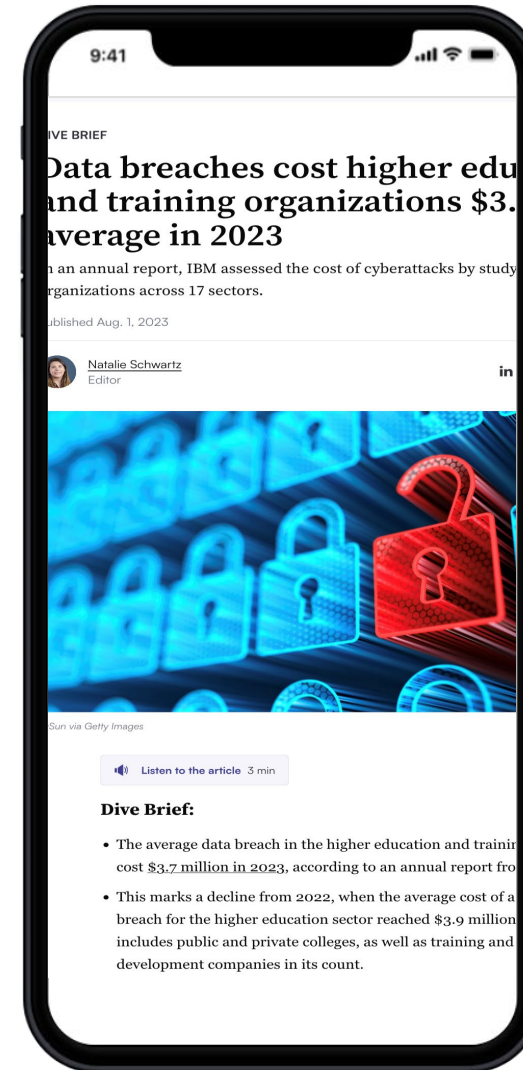 9:41
IVE BRIEF
Data breaches cost higher edu
and training organizations $3.
average in 2023
n an annual report, IBM assessed the cost of cyberattacks by study
rganizations across 17 sectors.
ublished Aug. 1, 2023
Natalie Schwartz
Editor
in
Sun via Getty Images
Listen to the article 3 min
Dive Brief:
• The average data breach in the higher education and trainin
cost $3.7 million in 2023, according to an annual report fro
• This marks a decline from 2022, when the average cost of a
breach for the higher education sector reached $3.9 million
includes public and private colleges, as well as training and
development companies in its count.